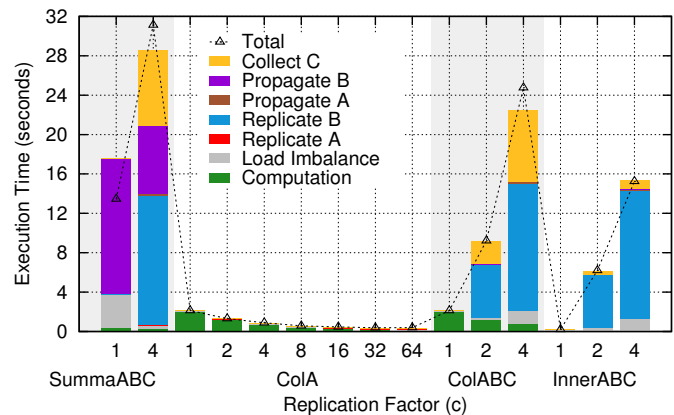 Execution Time (seconds)
32
28
24
20
16
12
8
4
0
Total
Collect C
Propagate B
Propagate A
Replicate B
Replicate A
Load Imbalance
Computation
1 4 1 2 4 8 16 32 64 1 2 4 1 2 4
SummaABC ColA ColABC InnerABC
Replication Factor (c)